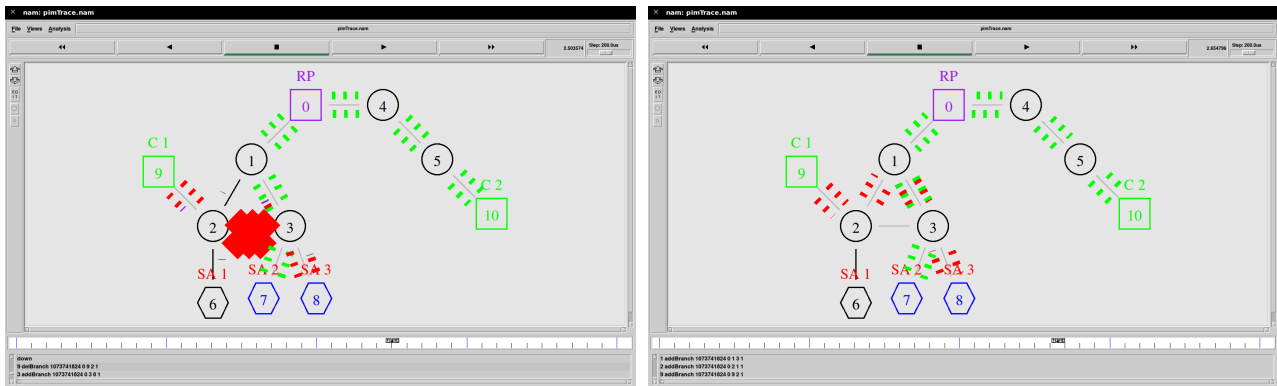 nam: pimTrace.nam
File Views Analysis pimTrace.nam
2.503574 Step: 200.0us
RP
0
4
C 1
1
5
9
C 2
10
2
3
SA 1
SA 2
SA 3
6
7
8
down
9 delBranch 1073741824 0 9 2 1
3 addBranch 1073741824 0 3 8 1
nam: pimTrace.nam
File Views Analysis pimTrace.nam
2.654796 Step: 200.0us
RP
0
4
C 1
1
5
9
C 2
10
2
3
SA 1
SA 2
SA 3
6
7
8
1 addBranch 1073741824 0 1 3 1
2 addBranch 1073741824 0 2 1 1
9 addBranch 1073741824 0 9 2 1